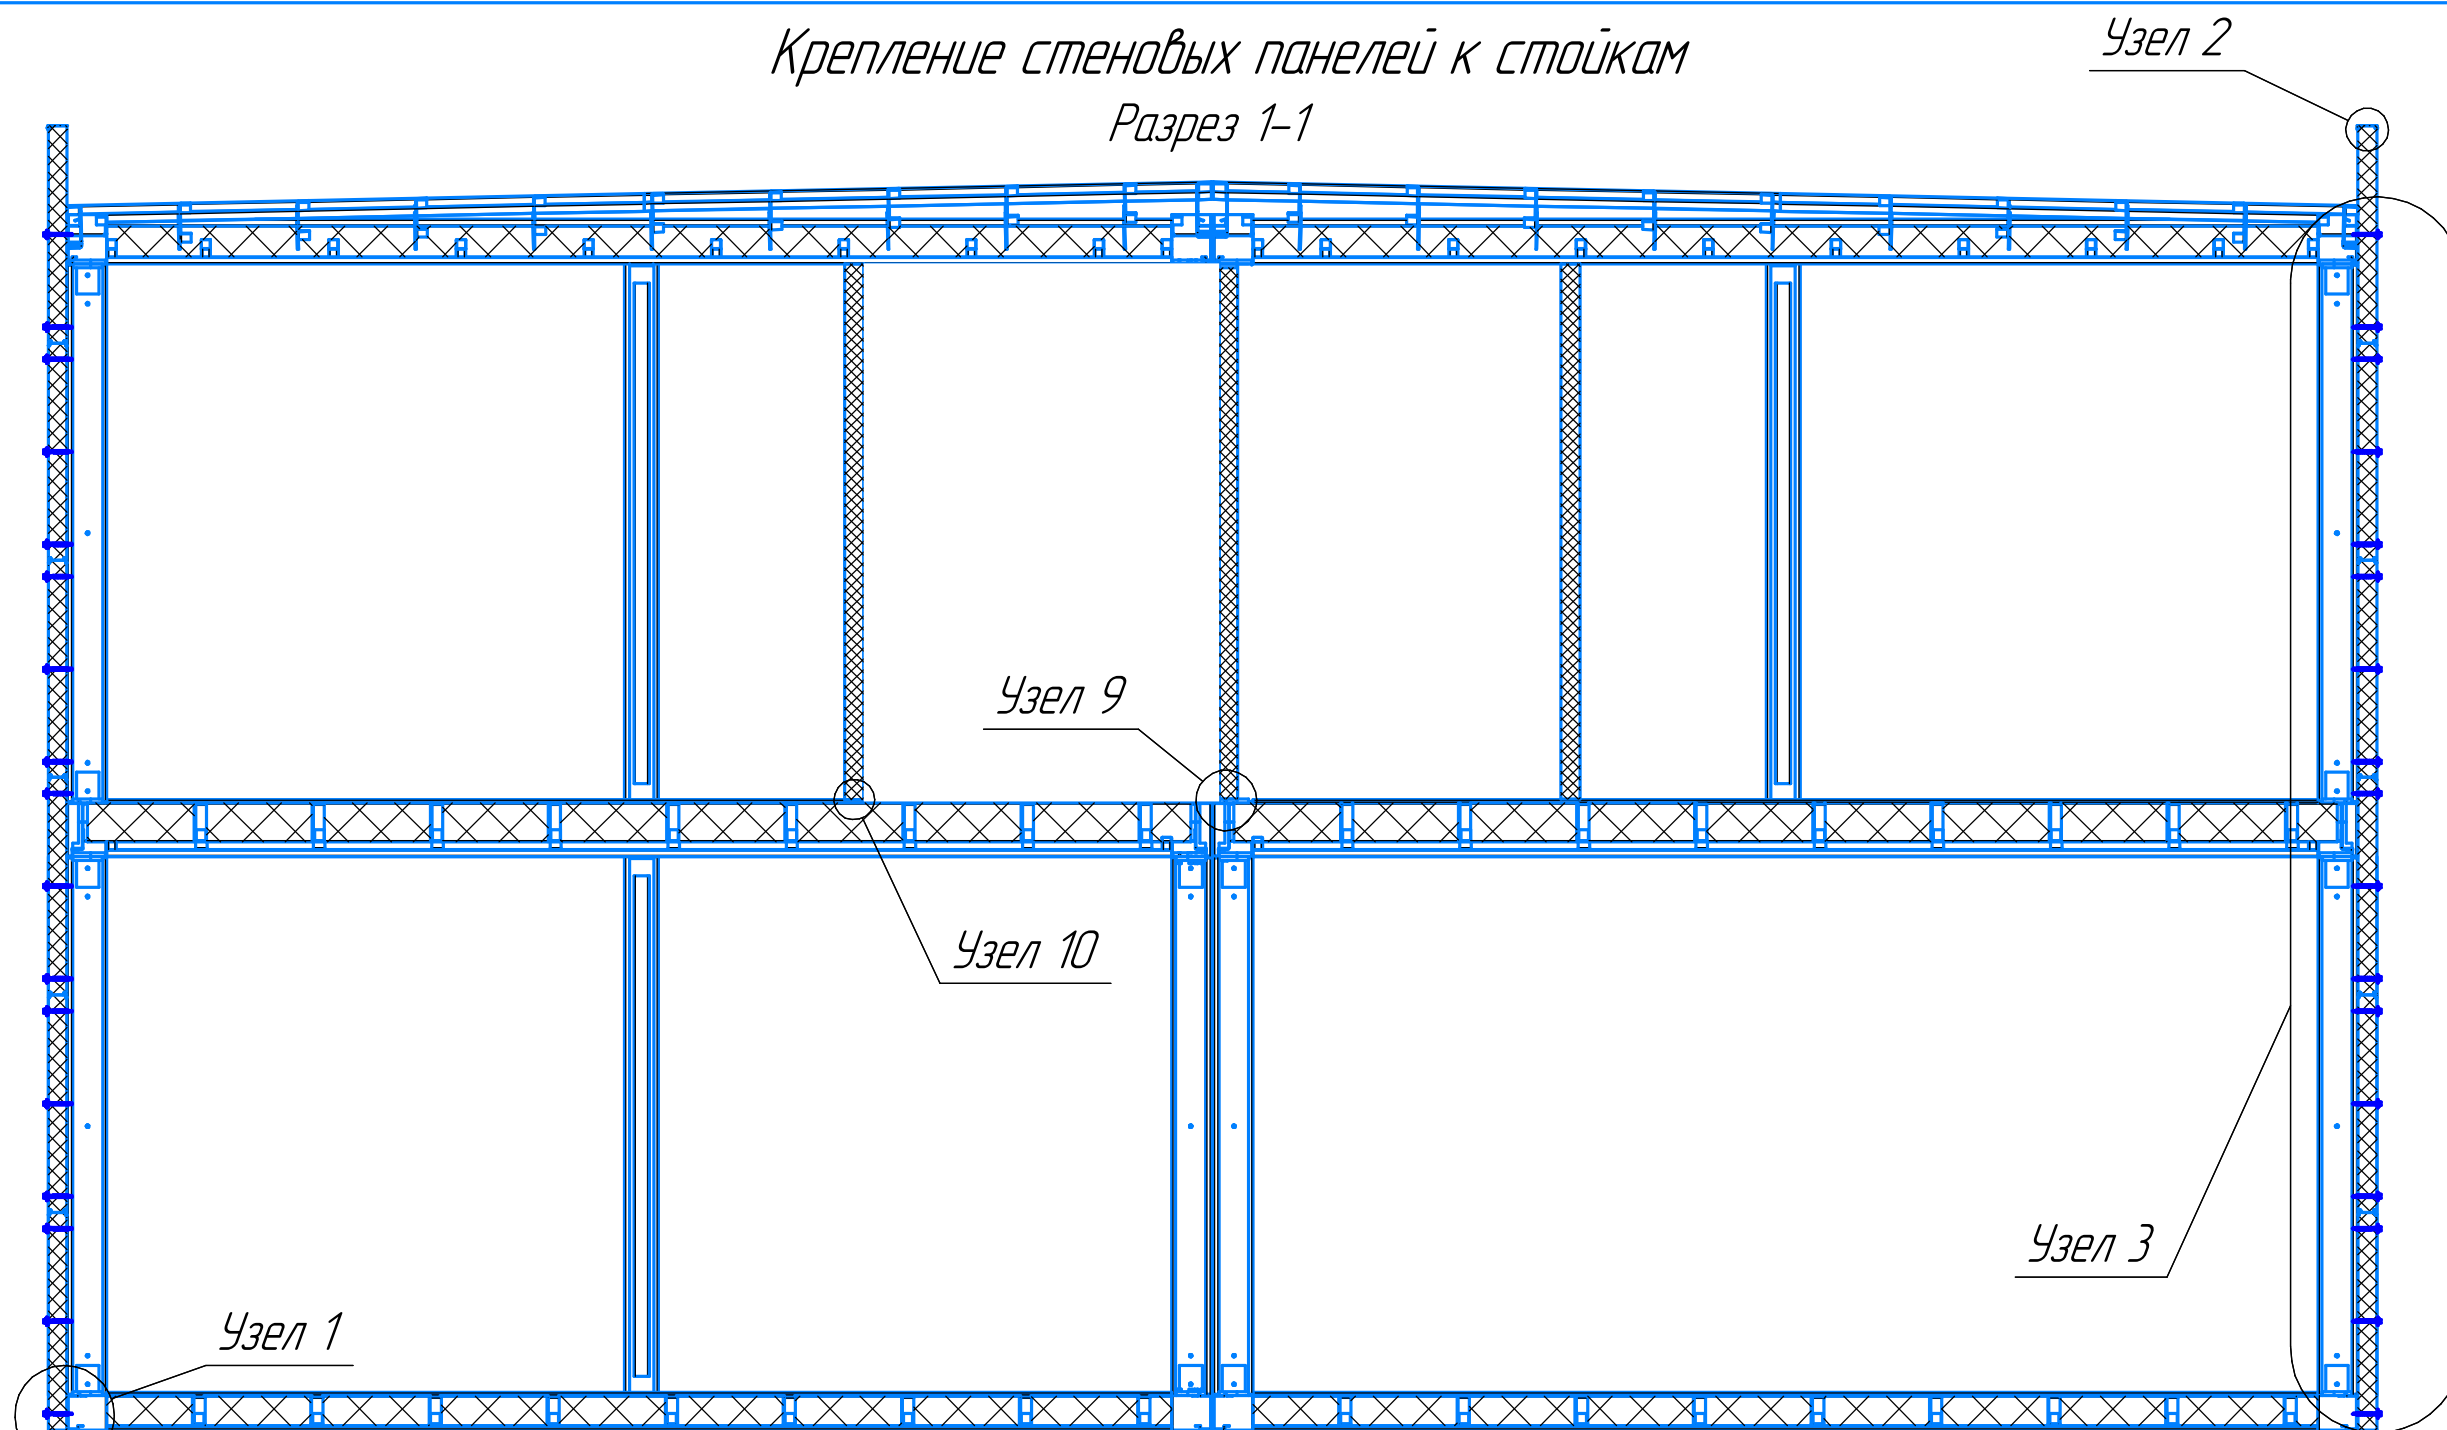 Крепление стеновых панелей к стойкам
Узел 2
Разрез 1-1
Узел 9
Узел 10
Узел 3
Узел 1